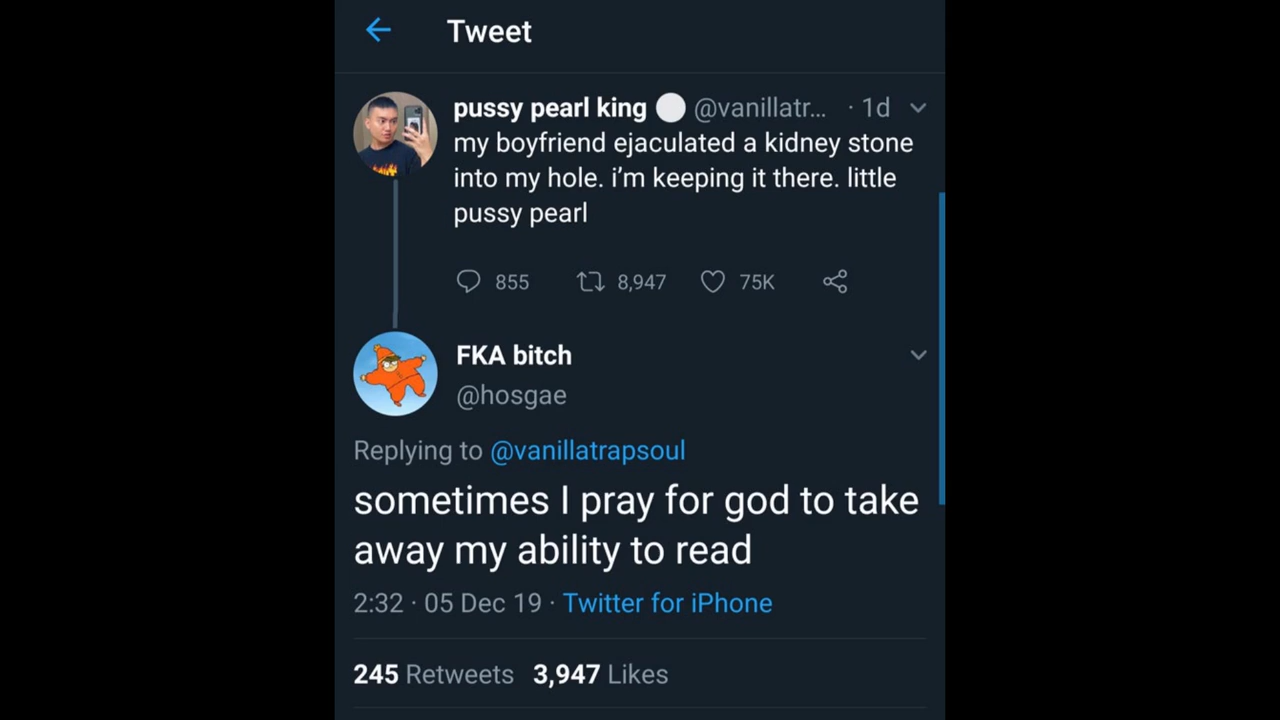 Tweet
pussy pearl king @vanillatr... · 1d
my boyfriend ejaculated a kidney stone
into my hole. i’m keeping it there. little
pussy pearl
855 8,947 75K
FKA bitch
@hosgae
Replying to @vanillatrapsoul
sometimes I pray for god to take
away my ability to read
2:32 · 05 Dec 19 · Twitter for iPhone
245 Retweets 3,947 Likes